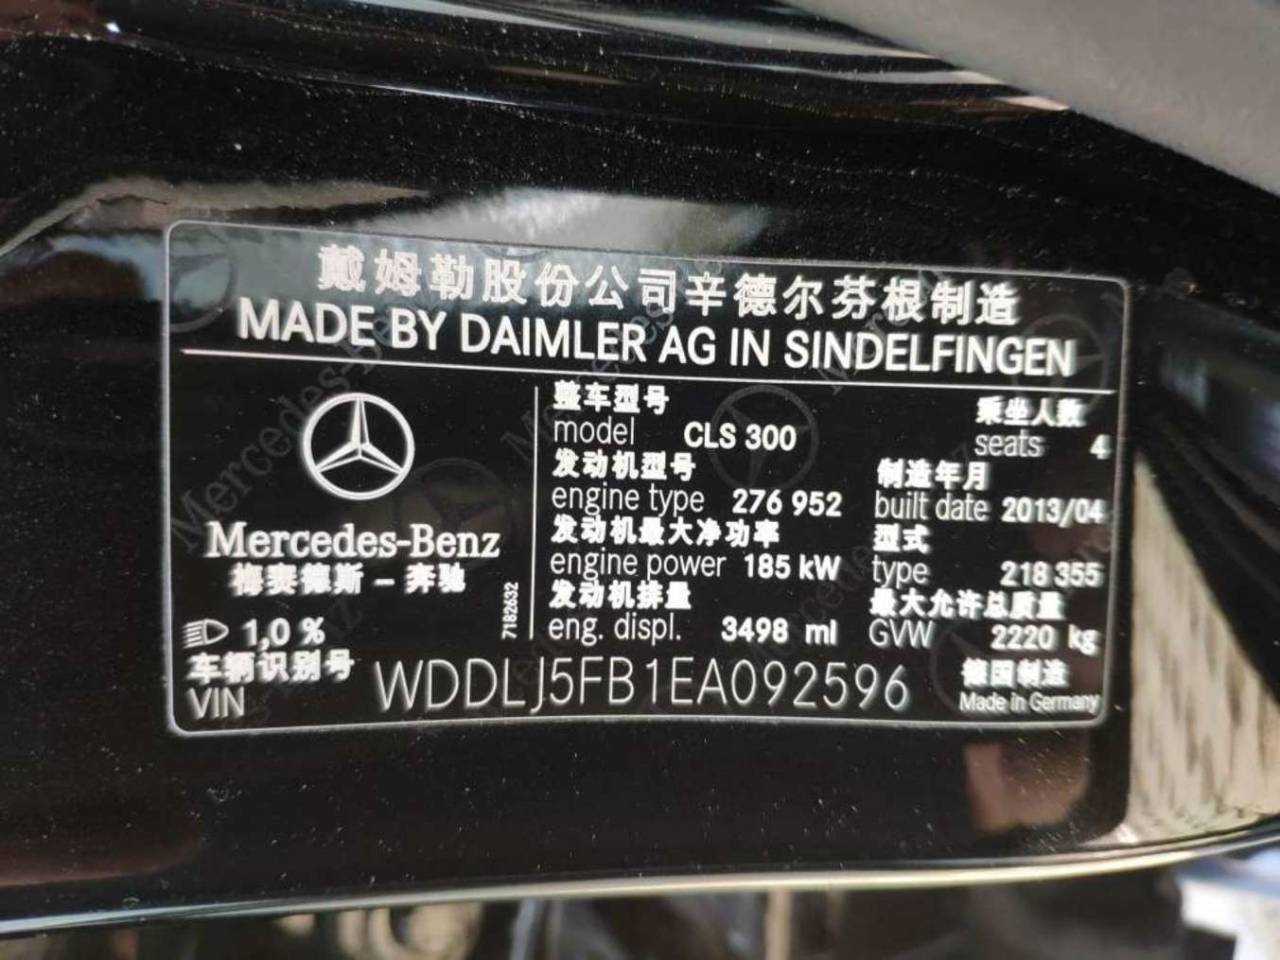 戴姆勒股份公司辛德尔芬根制造
MADE BY DAIMLER AG IN SINDELFINGEN
Mercedes-Benz
梅赛德斯－奔驰
1,0 %
7182632
整车型号
model CLS 300
乘坐人数
seats 4
发动机型号
engine type 276 952
制造年月
built date 2013/04
发动机最大净功率
engine power 185 kW
型式
type 218 355
发动机排量
eng. displ. 3498 ml
最大允许总质量
GVW 2220 kg
车辆识别号
VIN WDDLJ5FB1EA092596
德国制造
Made in Germany